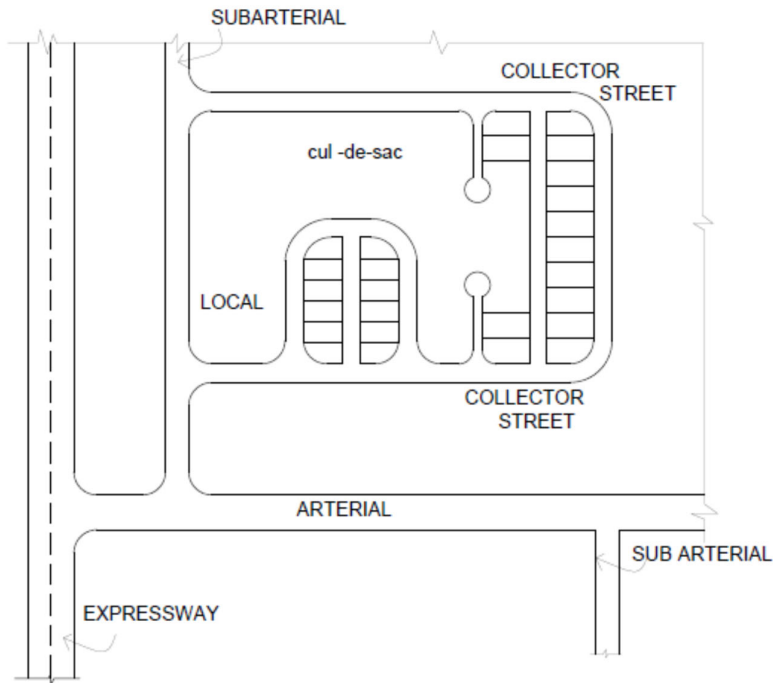 SUBARTERIAL
COLLECTOR
STREET
cul -de-sac
LOCAL
COLLECTOR
STREET
ARTERIAL
SUB ARTERIAL
EXPRESSWAY